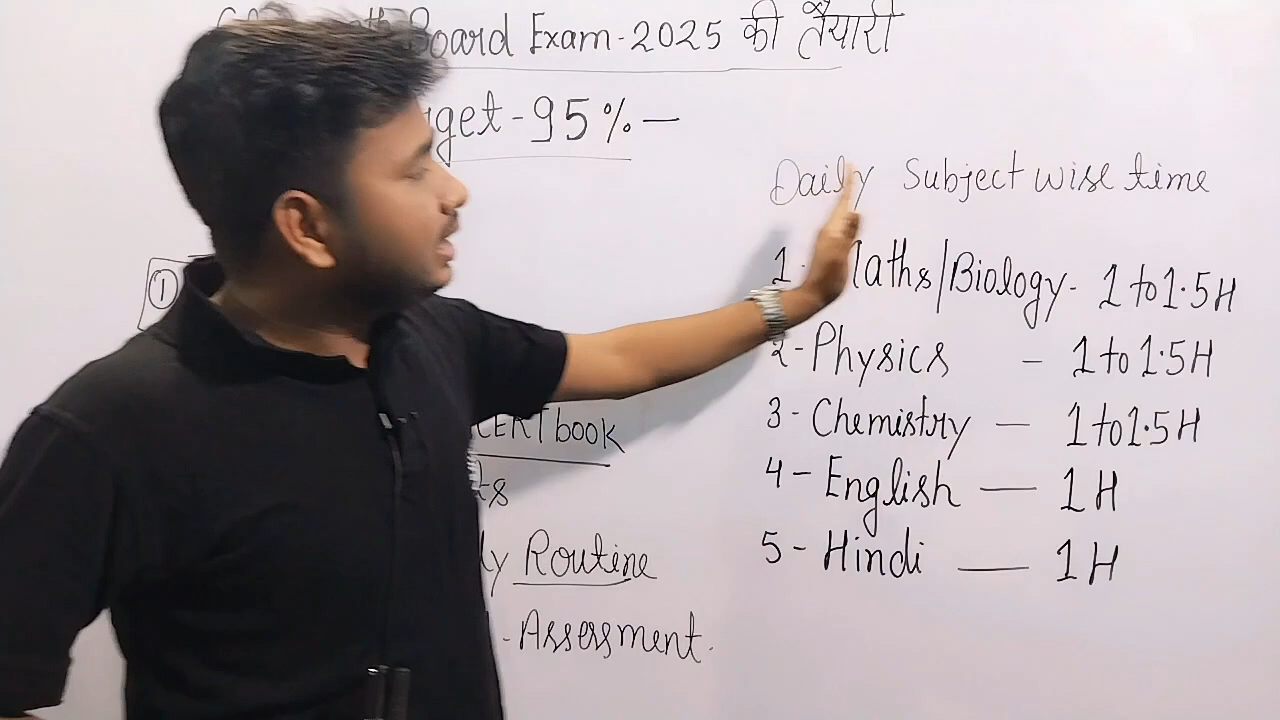 Board Exam-2025 की तैयारी
95%-
Daily Subject wise time
1- Maths/Biology- 1 to 1.5H
2-Physics - 1 to 1.5H
3- Chemistry - 1 to 1.5H
4- English - 1H
5- Hindi - 1H
①
book
Routine
-Assessment.